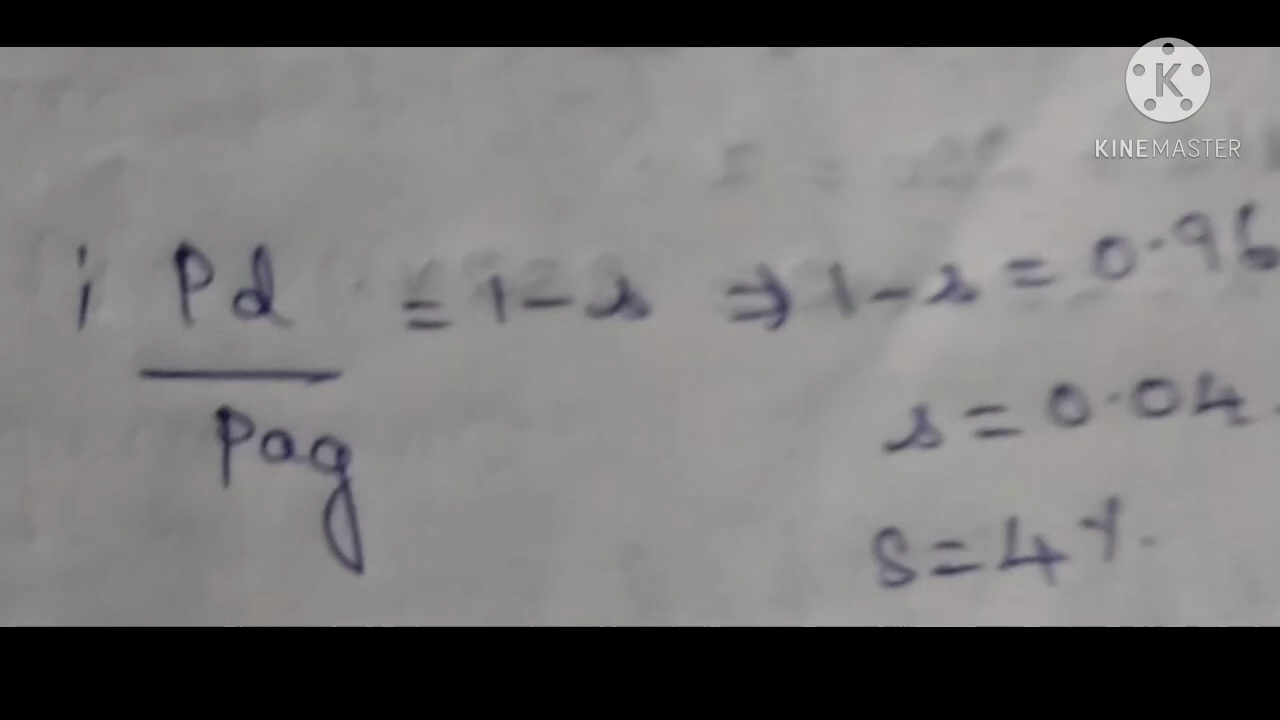 K
KINEMASTER
i Pd / Pag = 1 - s ⇒ 1 - s = 0.96
s = 0.04.
S = 4%.